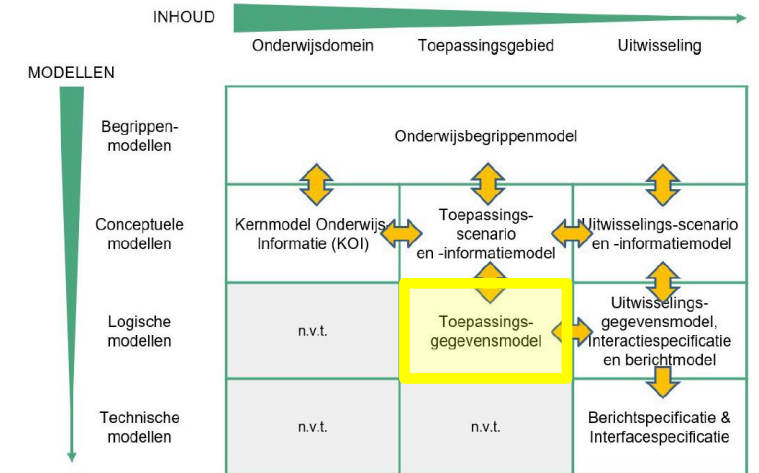 INHOUD
Onderwijsdomein Toepassingsgebied Uitwisseling
MODELLEN
Begrippen-
modellen
Onderwijsbegrippenmodel
Conceptuele
modellen
Kernmodel Onderwijs
Informatie (KOI)
Toepassings-
scenario
en -informatiemodel
Uitwisselings-scenario
en -informatiemodel
Logische
modellen
n.v.t.
Toepassings-
gegevensmodel
Uitwisselings-
gegevensmodel,
Interactiespecificatie
en berichtmodel
Technische
modellen
n.v.t.
n.v.t.
Berichtspecificatie &
Interfacespecificatie